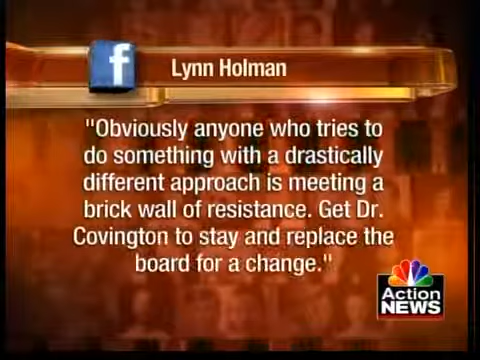 f Lynn Holman
"Obviously anyone who tries to
do something with a drastically
different approach is meeting a
brick wall of resistance. Get Dr.
Covington to stay and replace the
board for a change."
Action
NEWS